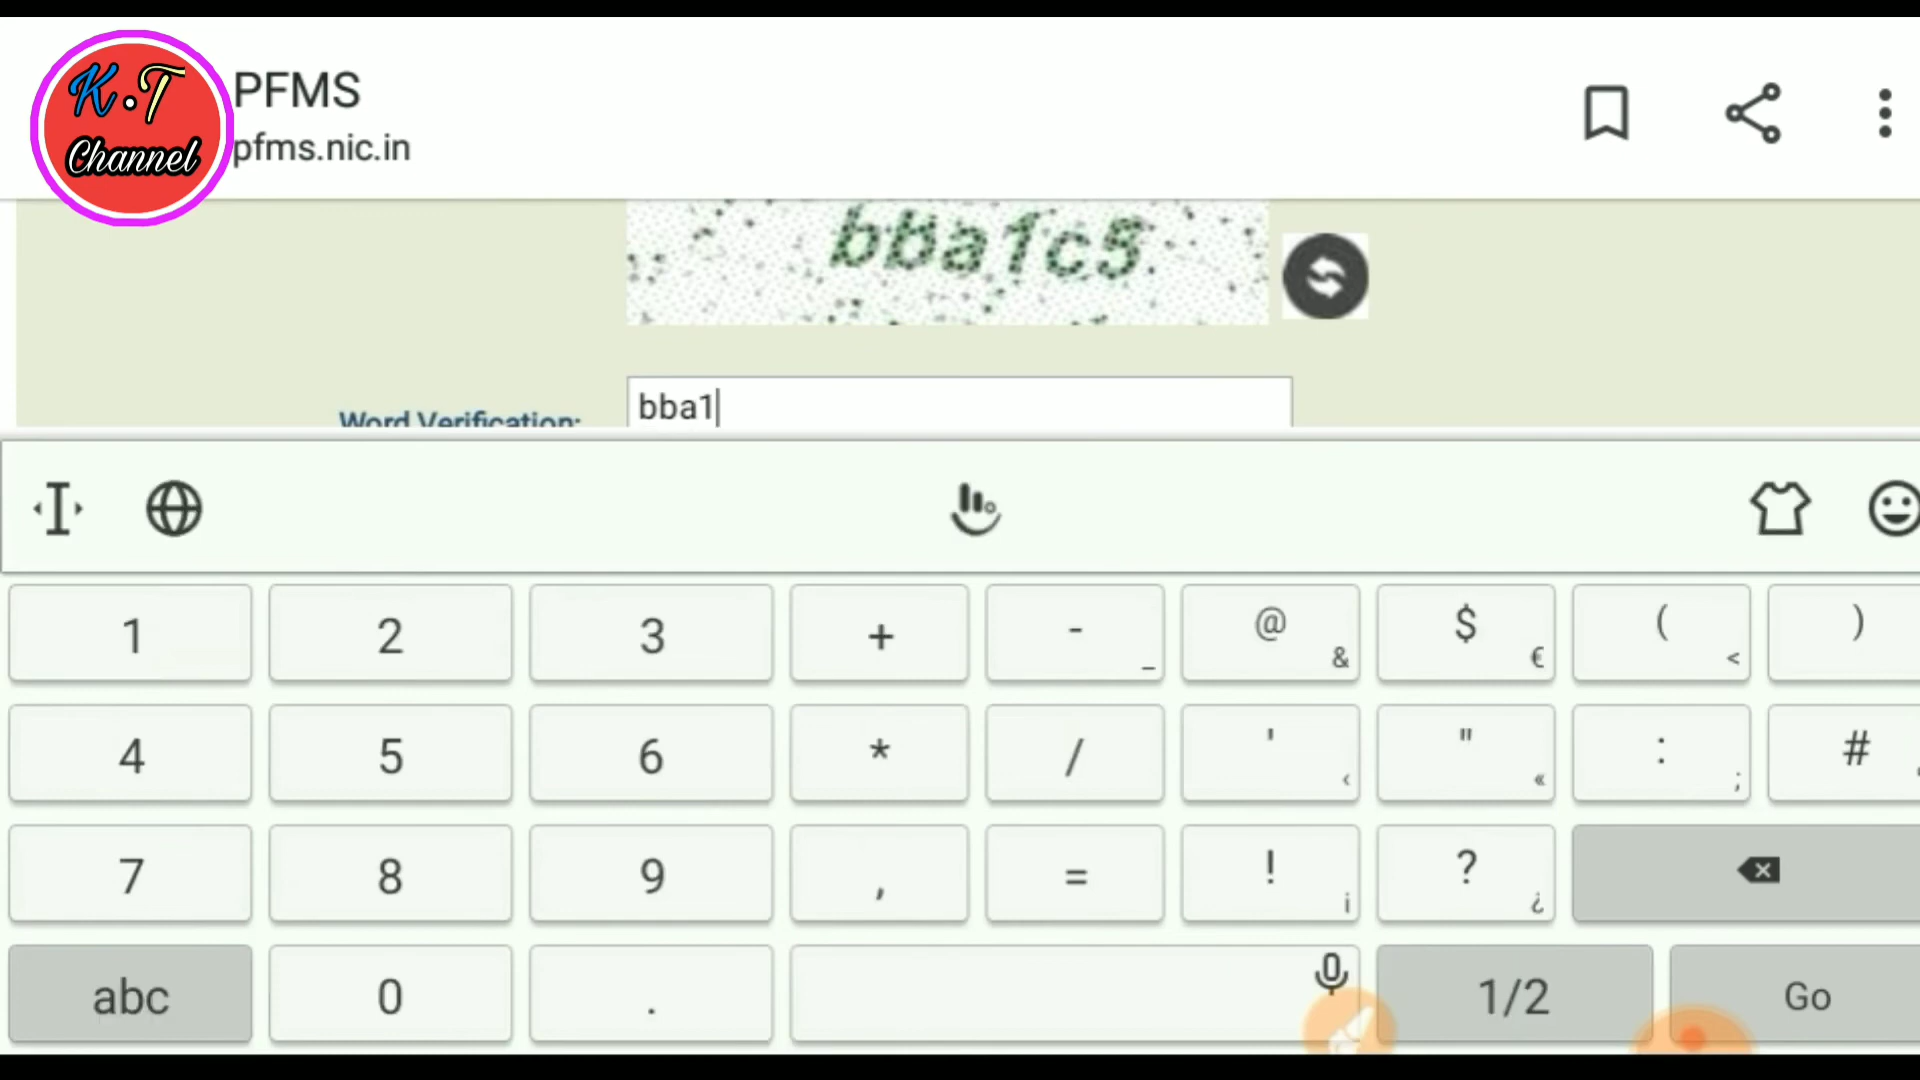 K.T
Channel
PFMS
pfms.nic.in
bba1c5
Word Verification:
bba1
1 2 3 + - _ @ & $ € ( < )
4 5 6 * / ' ‹ " « : ; #
7 8 9 , = ! ¡ ? ¿
abc 0 . 1/2 Go